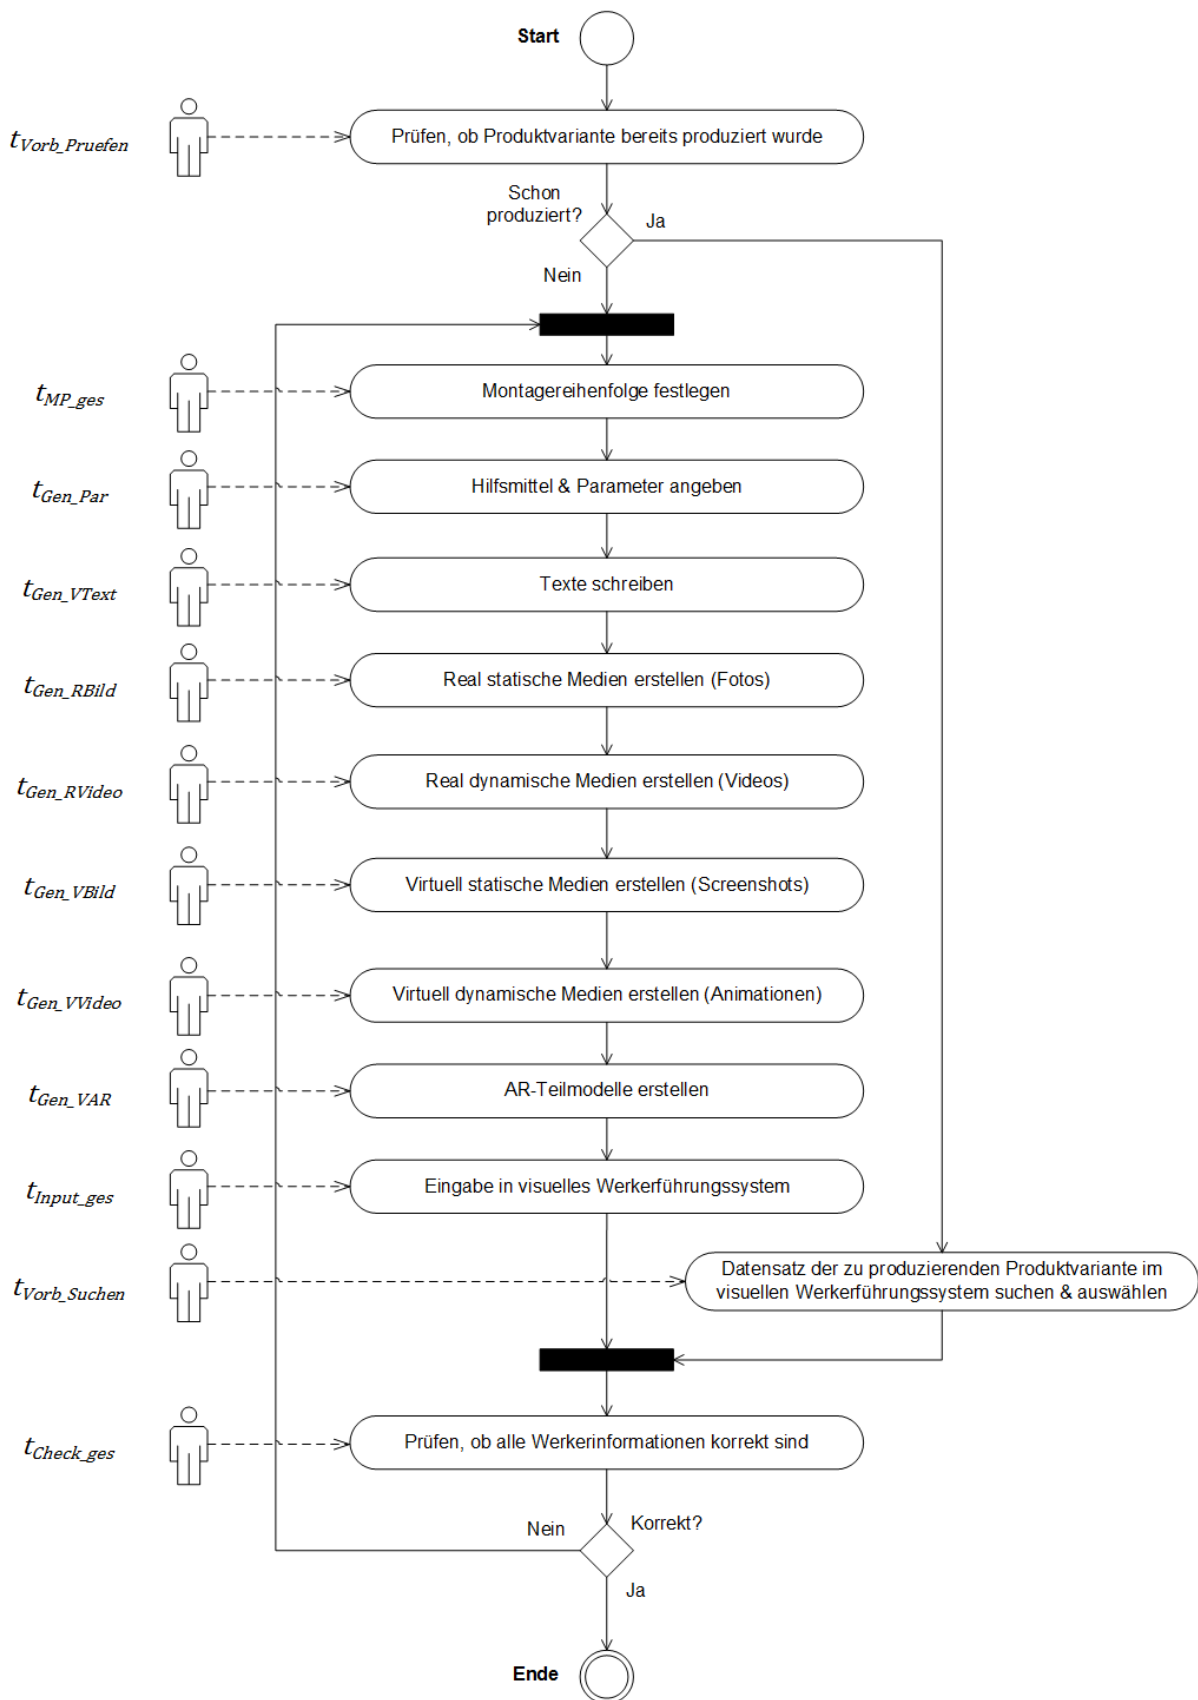 Start
t_Vorb_Pruefen
Prüfen, ob Produktvariante bereits produziert wurde
Schon
produziert?
Ja
Nein
t_MP_ges
Montagereihenfolge festlegen
t_Gen_Par
Hilfsmittel & Parameter angeben
t_Gen_VText
Texte schreiben
t_Gen_RBild
Real statische Medien erstellen (Fotos)
t_Gen_RVideo
Real dynamische Medien erstellen (Videos)
t_Gen_VBild
Virtuell statische Medien erstellen (Screenshots)
t_Gen_VVideo
Virtuell dynamische Medien erstellen (Animationen)
t_Gen_VAR
AR-Teilmodelle erstellen
t_Input_ges
Eingabe in visuelles Werkerführungssystem
t_Vorb_Suchen
Datensatz der zu produzierenden Produktvariante im
visuellen Werkerführungssystem suchen & auswählen
t_Check_ges
Prüfen, ob alle Werkerinformationen korrekt sind
Nein
Korrekt?
Ja
Ende